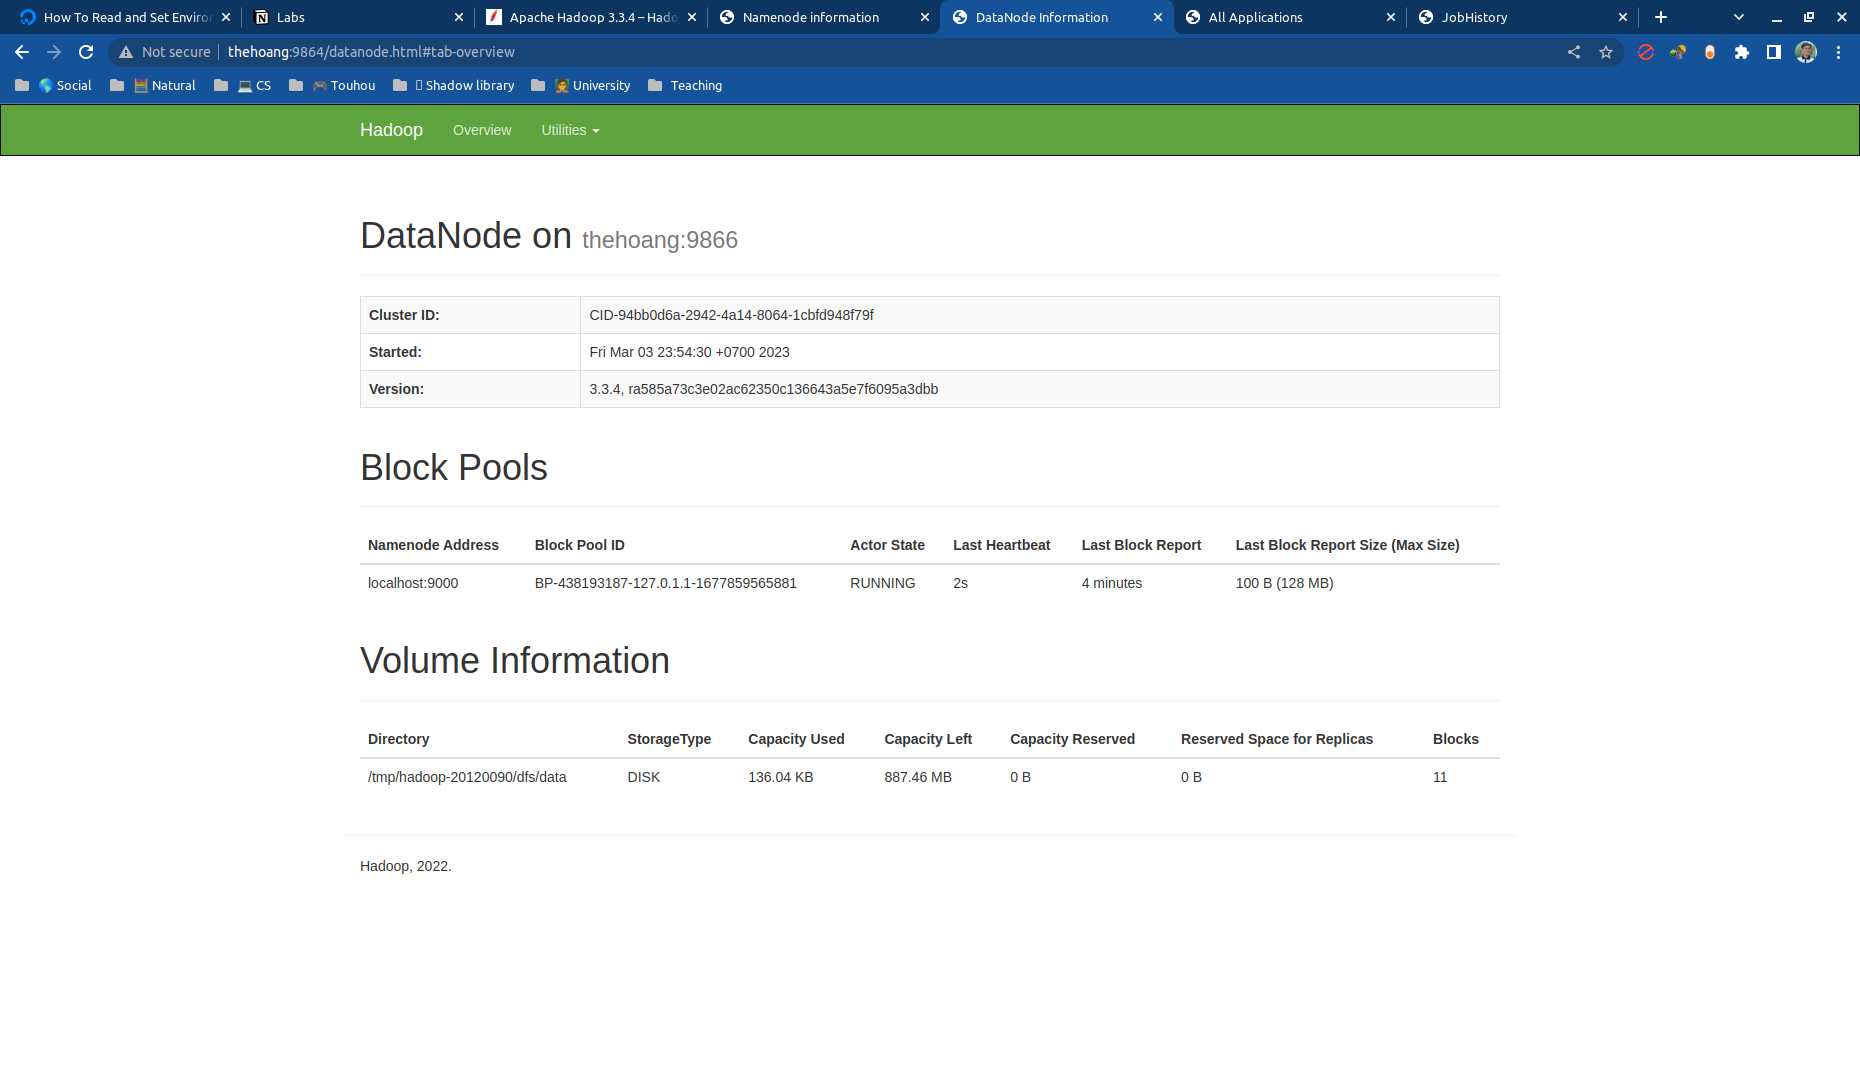 How To Read and Set Enviro
Labs
Apache Hadoop 3.3.4 – Hado
Namenode information
DataNode Information
All Applications
JobHistory
Not secure
thehoang:9864/datanode.html#tab-overview
Social
Natural
CS
Touhou
Shadow library
University
Teaching
Hadoop
Overview
Utilities
DataNode on thehoang:9866
Cluster ID: CID-94bb0d6a-2942-4a14-8064-1cbfd948f79f
Started: Fri Mar 03 23:54:30 +0700 2023
Version: 3.3.4, ra585a73c3e02ac62350c136643a5e7f6095a3dbb
Block Pools
Namenode Address Block Pool ID Actor State Last Heartbeat Last Block Report Last Block Report Size (Max Size)
localhost:9000 BP-438193187-127.0.1.1-1677859565881 RUNNING 2s 4 minutes 100 B (128 MB)
Volume Information
Directory StorageType Capacity Used Capacity Left Capacity Reserved Reserved Space for Replicas Blocks
/tmp/hadoop-20120090/dfs/data DISK 136.04 KB 887.46 MB 0 B 0 B 11
Hadoop, 2022.